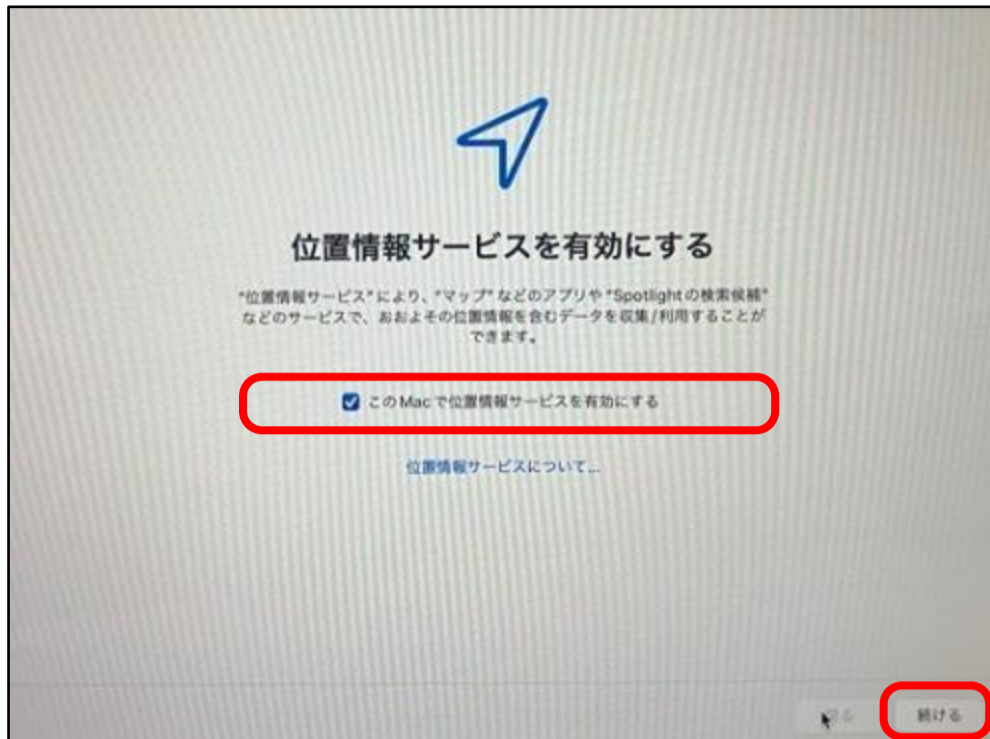 位置情報サービスを有効にする
"位置情報サービス"により、"マップ"などのアプリや"Spotlightの検索候補"
などのサービスで、おおよその位置情報を含むデータを収集/利用することが
できます。
このMacで位置情報サービスを有効にする
位置情報サービスについて...
続ける